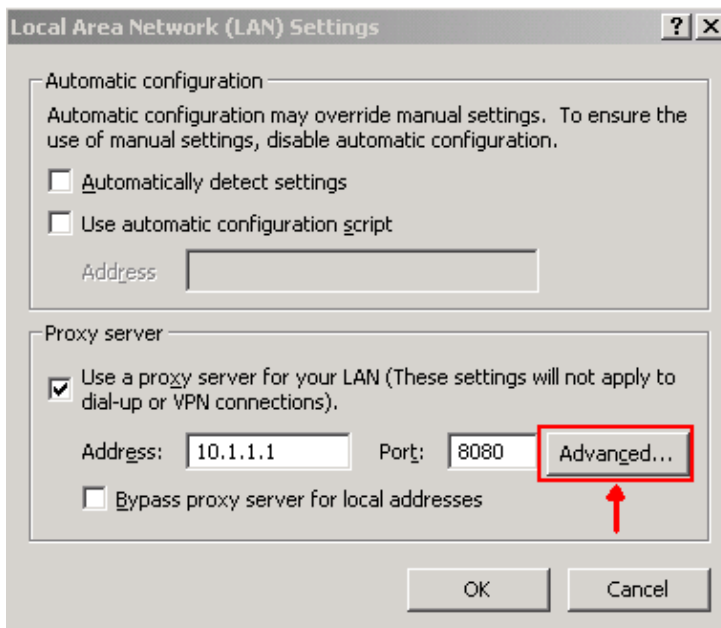 Local Area Network (LAN) Settings
Automatic configuration
Automatic configuration may override manual settings.  To ensure the
use of manual settings, disable automatic configuration.
Automatically detect settings
Use automatic configuration script
Address
Proxy server
Use a proxy server for your LAN (These settings will not apply to
dial-up or VPN connections).
Address: 10.1.1.1 Port: 8080 Advanced...
Bypass proxy server for local addresses
OK Cancel